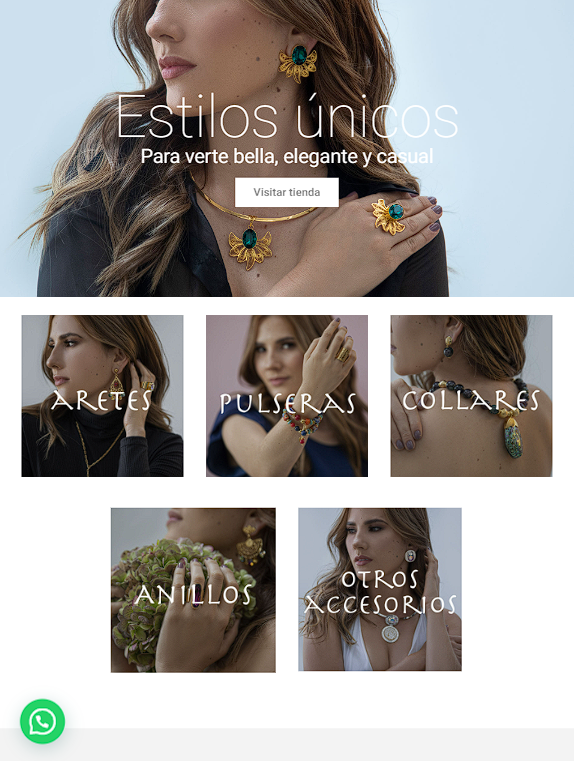 Estilos únicos
Para verte bella, elegante y casual
Visitar tienda
ARETES
PULSERAS
COLLARES
ANILLOS
OTROS
ACCESORIOS